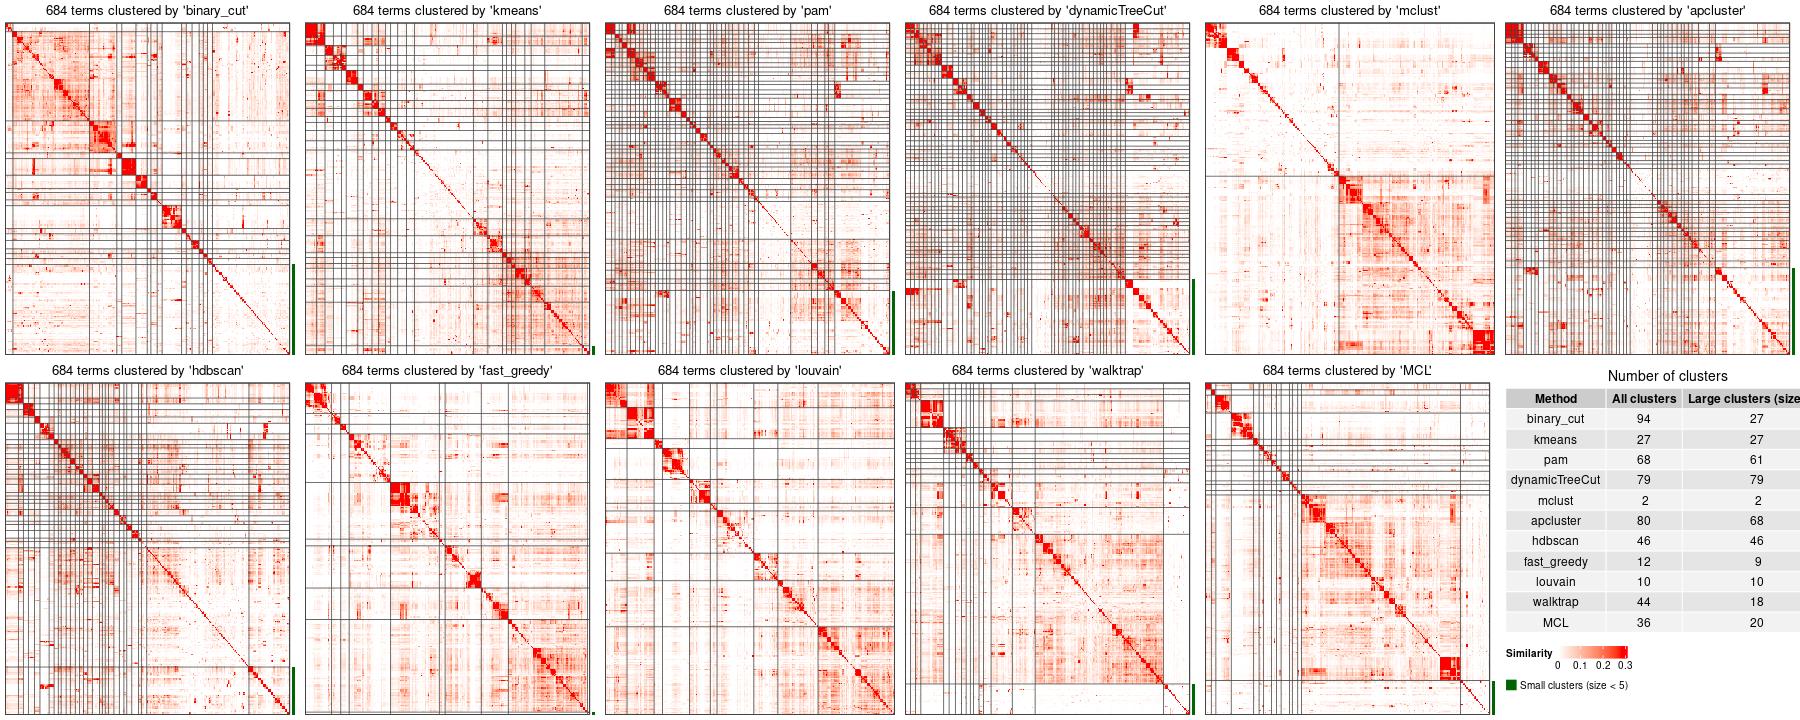 684 terms clustered by 'binary_cut'
684 terms clustered by 'kmeans'
684 terms clustered by 'pam'
684 terms clustered by 'dynamicTreeCut'
684 terms clustered by 'mclust'
684 terms clustered by 'apcluster'
684 terms clustered by 'hdbscan'
684 terms clustered by 'fast_greedy'
684 terms clustered by 'louvain'
684 terms clustered by 'walktrap'
684 terms clustered by 'MCL'
Number of clusters
Method All clusters Large clusters (size
binary_cut 94 27
kmeans 27 27
pam 68 61
dynamicTreeCut 79 79
mclust 2 2
apcluster 80 68
hdbscan 46 46
fast_greedy 12 9
louvain 10 10
walktrap 44 18
MCL 36 20
Similarity
0 0.1 0.2 0.3
Small clusters (size < 5)